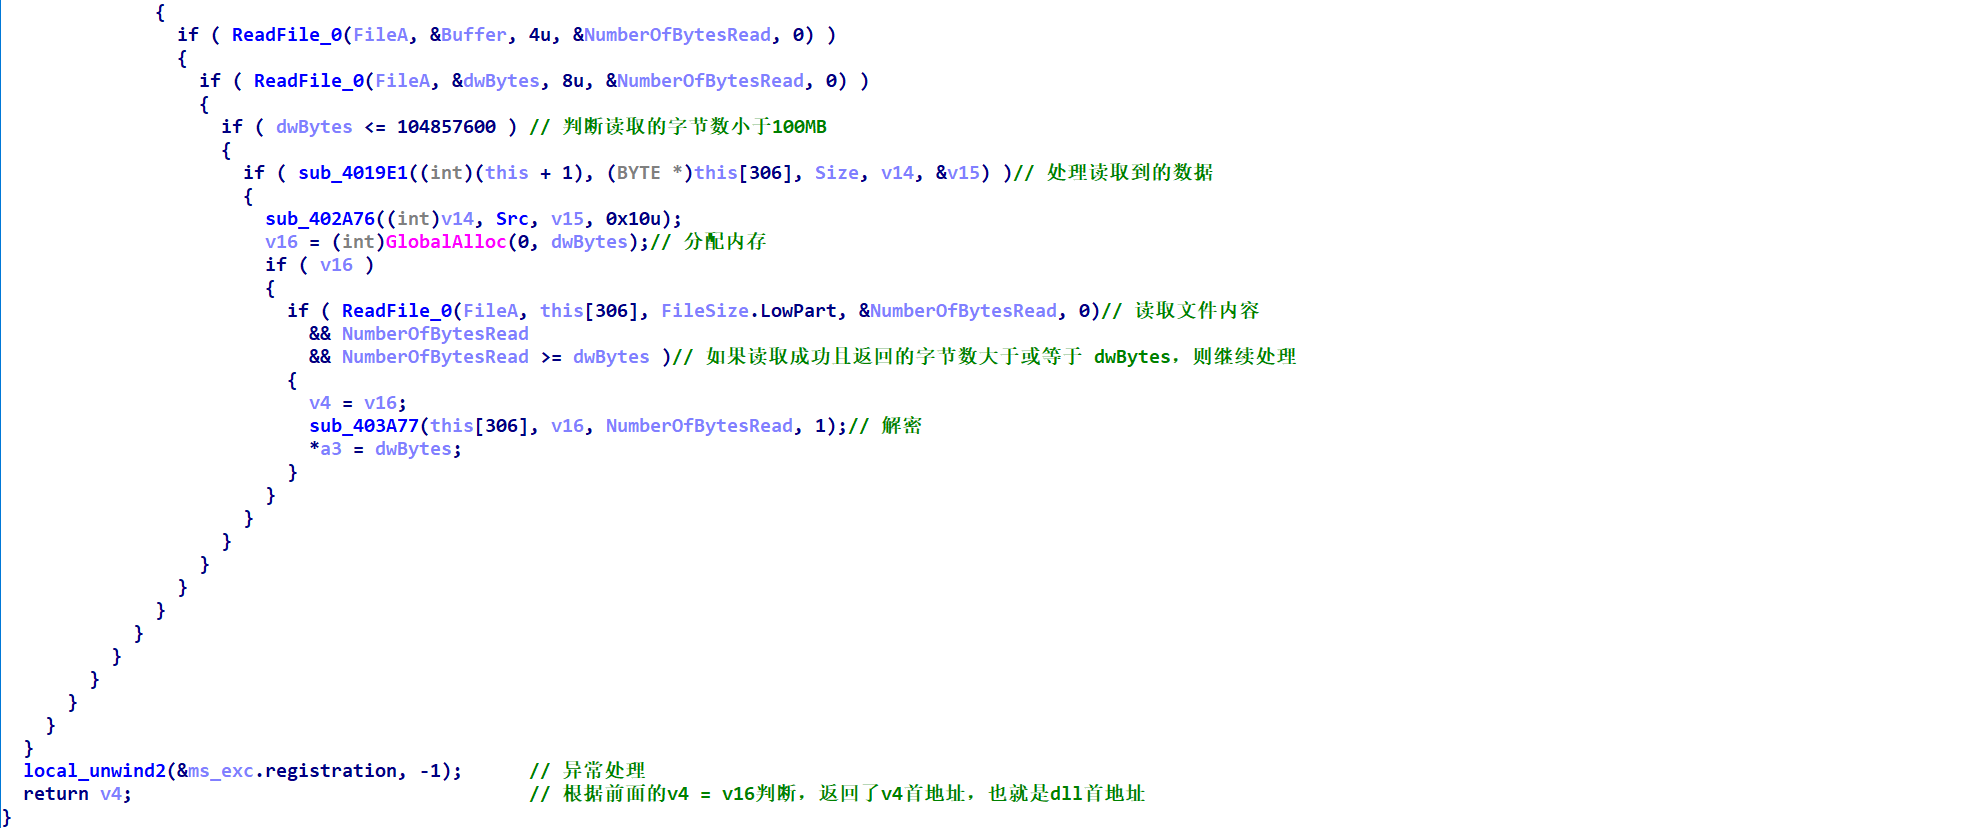 {
if ( ReadFile_0(FileA, &Buffer, 4u, &NumberOfBytesRead, 0) )
{
if ( ReadFile_0(FileA, &dwBytes, 8u, &NumberOfBytesRead, 0) )
{
if ( dwBytes <= 104857600 ) // 判断读取的字节数小于100MB
{
if ( sub_4019E1((int)(this + 1), (BYTE *)this[306], Size, v14, &v15) )// 处理读取到的数据
{
sub_402A76((int)v14, Src, v15, 0x10u);
v16 = (int)GlobalAlloc(0, dwBytes);// 分配内存
if ( v16 )
{
if ( ReadFile_0(FileA, this[306], FileSize.LowPart, &NumberOfBytesRead, 0)// 读取文件内容
&& NumberOfBytesRead
&& NumberOfBytesRead >= dwBytes )// 如果读取成功且返回的字节数大于或等于 dwBytes，则继续处理
{
v4 = v16;
sub_403A77(this[306], v16, NumberOfBytesRead, 1);// 解密
*a3 = dwBytes;
}
}
}
}
}
}
}
}
}
}
}
}
}
local_unwind2(&ms_exc.registration, -1); // 异常处理
return v4; // 根据前面的v4 = v16判断，返回了v4首地址，也就是dll首地址
}